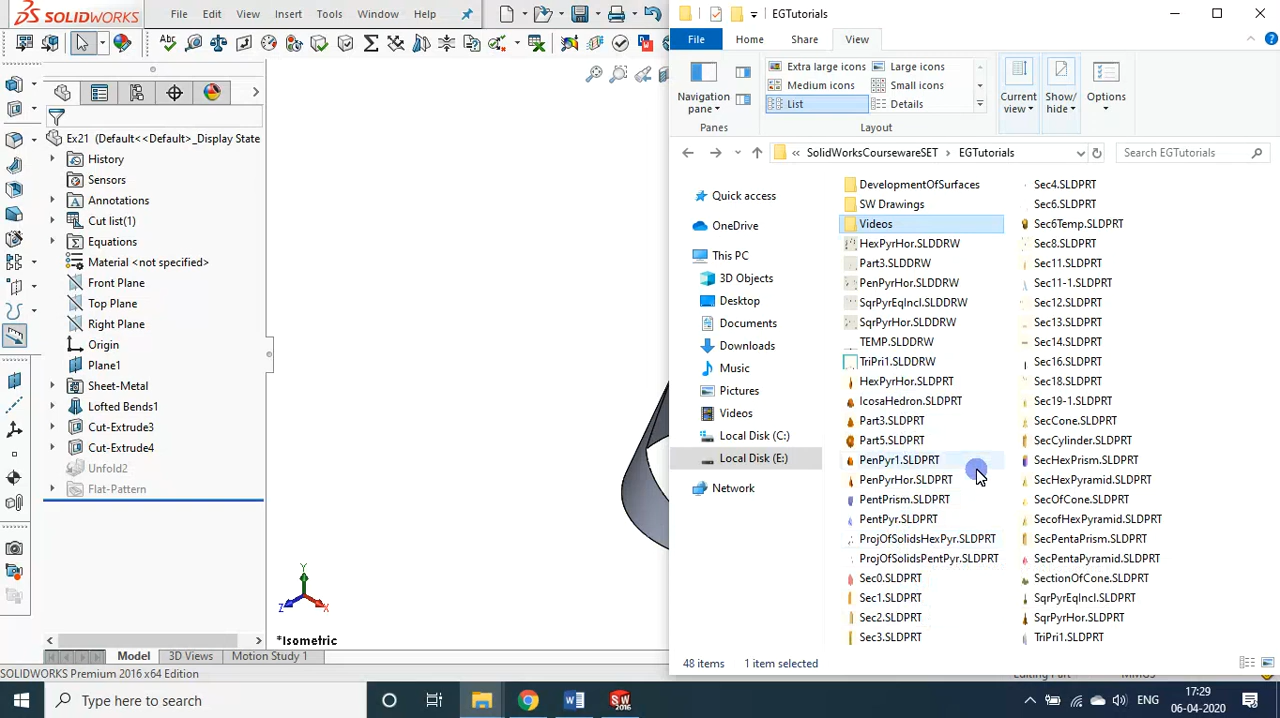 SOLIDWORKS
File Edit View Insert Tools Window Help
Ex21 (Default<<Default>_Display State
History
Sensors
Annotations
Cut list(1)
Equations
Material <not specified>
Front Plane
Top Plane
Right Plane
Origin
Plane1
Sheet-Metal
Lofted Bends1
Cut-Extrude3
Cut-Extrude4
Unfold2
Flat-Pattern
Y
Z
X
*Isometric
Model 3D Views Motion Study 1
SOLIDWORKS Premium 2016 x64 Edition
Editing Part
MMGS
EGTutorials
File Home Share View
Navigation pane
Panes
Extra large icons Large icons
Medium icons Small icons
List Details
Layout
Current view
Show/ hide
Options
« SolidWorksCoursewareSET > EGTutorials
Search EGTutorials
Quick access
OneDrive
This PC
3D Objects
Desktop
Documents
Downloads
Music
Pictures
Videos
Local Disk (C:)
Local Disk (E:)
Network
DevelopmentOfSurfaces
SW Drawings
Videos
HexPyrHor.SLDDRW
Part3.SLDDRW
PenPyrHor.SLDDRW
SqrPyrEqIncl.SLDDRW
SqrPyrHor.SLDDRW
TEMP.SLDDRW
TriPri1.SLDDRW
HexPyrHor.SLDPRT
IcosaHedron.SLDPRT
Part3.SLDPRT
Part5.SLDPRT
PenPyr1.SLDPRT
PenPyrHor.SLDPRT
PentPrism.SLDPRT
PentPyr.SLDPRT
ProjOfSolidsHexPyr.SLDPRT
ProjOfSolidsPentPyr.SLDPRT
Sec0.SLDPRT
Sec1.SLDPRT
Sec2.SLDPRT
Sec3.SLDPRT
Sec4.SLDPRT
Sec6.SLDPRT
Sec6Temp.SLDPRT
Sec8.SLDPRT
Sec11.SLDPRT
Sec11-1.SLDPRT
Sec12.SLDPRT
Sec13.SLDPRT
Sec14.SLDPRT
Sec16.SLDPRT
Sec18.SLDPRT
Sec19-1.SLDPRT
SecCone.SLDPRT
SecCylinder.SLDPRT
SecHexPrism.SLDPRT
SecHexPyramid.SLDPRT
SecOfCone.SLDPRT
SecofHexPyramid.SLDPRT
SecPentaPrism.SLDPRT
SecPentaPyramid.SLDPRT
SectionOfCone.SLDPRT
SqrPyrEqIncl.SLDPRT
SqrPyrHor.SLDPRT
TriPri1.SLDPRT
48 items 1 item selected
Type here to search
SW
2016
ENG
17:29
06-04-2020